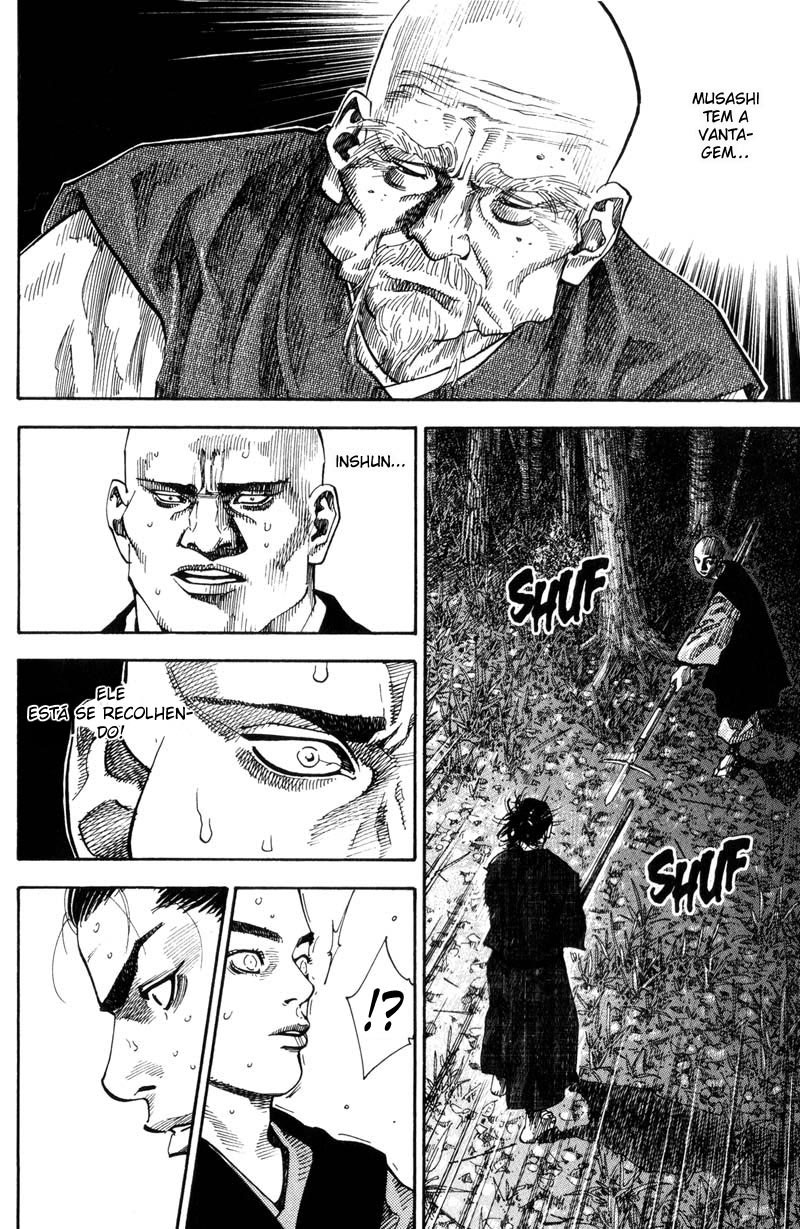 MUSASHI
TEM A
VANTA-
GEM...
INSHUN...
SHUF
ELE
ESTÁ SE RECOLHEN-
DO!
SHUF
!?